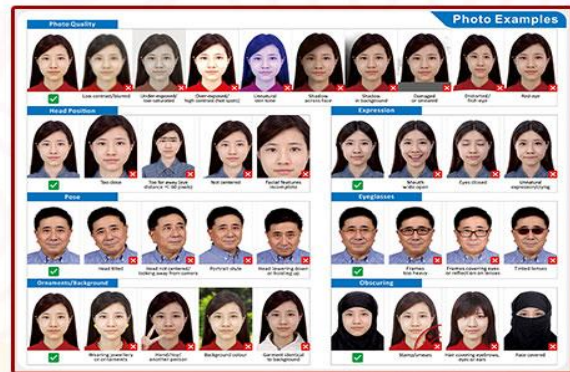 Photo Examples
Photo Quality
Low contrast/blurred
Under-exposed/
low saturated
Over-exposed/
high contrast (hot spots)
Unnatural
skin tone
Shadow
across face
Shadow
in background
Damaged
or smeared
Distorted/
fish eye
Red eye
Head Position
Too close
Too far away (eye
distance
Not centered
Facial features
incomplete
Expression
Mouth
wide open
Eyes closed
Unnatural
expression/crying
Pose
Head tilted
Head not centered/
looking away from camera
Portrait style
Head lowering down
or holding up
Eyeglasses
Frames
too heavy
Frames covering eyes
or reflection on lenses
Tinted lenses
Ornaments/Background
Wearing jewellery
or ornaments
Hand/toy/
another person
Background colour
Garment identical
to background
Obscuring
Stamp/smears
Hair covering eyebrows,
eyes or ears
Face covered